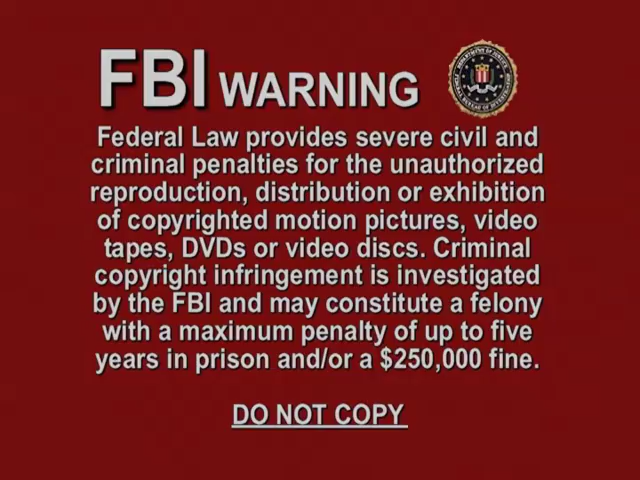 FBI WARNING
Federal Law provides severe civil and
criminal penalties for the unauthorized
reproduction, distribution or exhibition
of copyrighted motion pictures, video
tapes, DVDs or video discs. Criminal
copyright infringement is investigated
by the FBI and may constitute a felony
with a maximum penalty of up to five
years in prison and/or a $250,000 fine.
DO NOT COPY